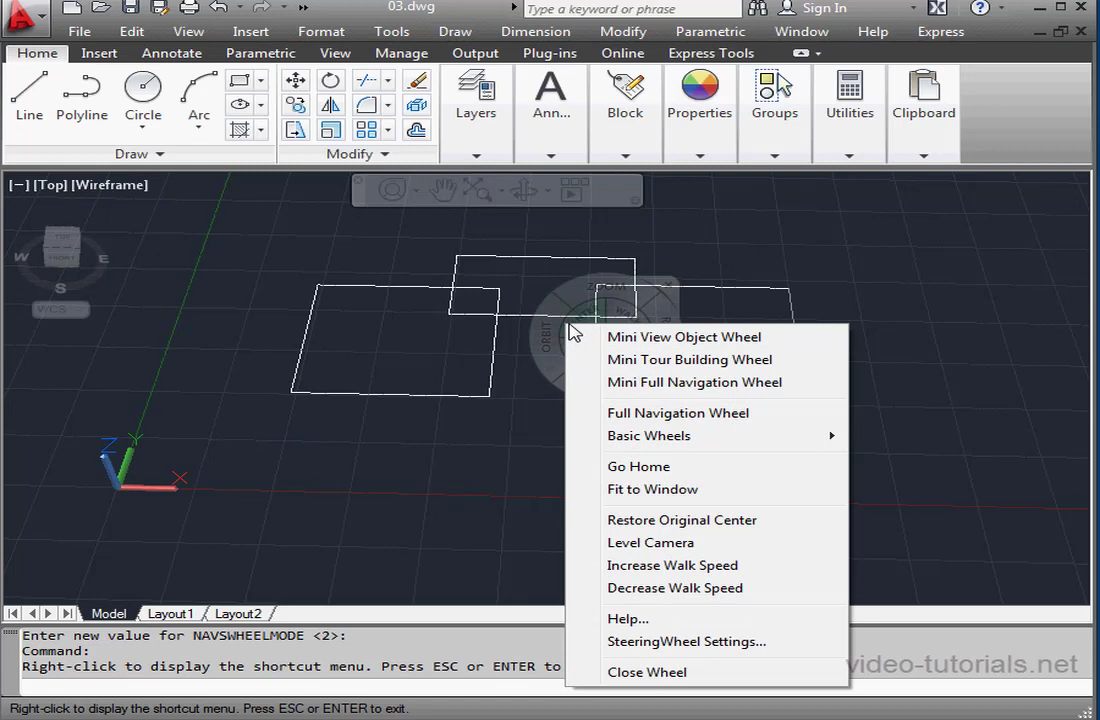 03.dwg
Type a keyword or phrase
Sign In
File Edit View Insert Format Tools Draw Dimension Modify Parametric Window Help Express
Home Insert Annotate Parametric View Manage Output Plug-ins Online Express Tools
Line Polyline Circle Arc
Layers Ann... Block Properties Groups Utilities Clipboard
Draw Modify
[−] [Top] [Wireframe]
TOP
FRONT
W E
S
WCS
ZOOM
ORBIT
Z Y
X
Mini View Object Wheel
Mini Tour Building Wheel
Mini Full Navigation Wheel
Full Navigation Wheel
Basic Wheels
Go Home
Fit to Window
Restore Original Center
Level Camera
Increase Walk Speed
Decrease Walk Speed
Help...
SteeringWheel Settings...
Close Wheel
Model Layout1 Layout2
Enter new value for NAVSWHEELMODE <2>:
Command:
Right-click to display the shortcut menu. Press ESC or ENTER to
video-tutorials.net
Right-click to display the shortcut menu. Press ESC or ENTER to exit.